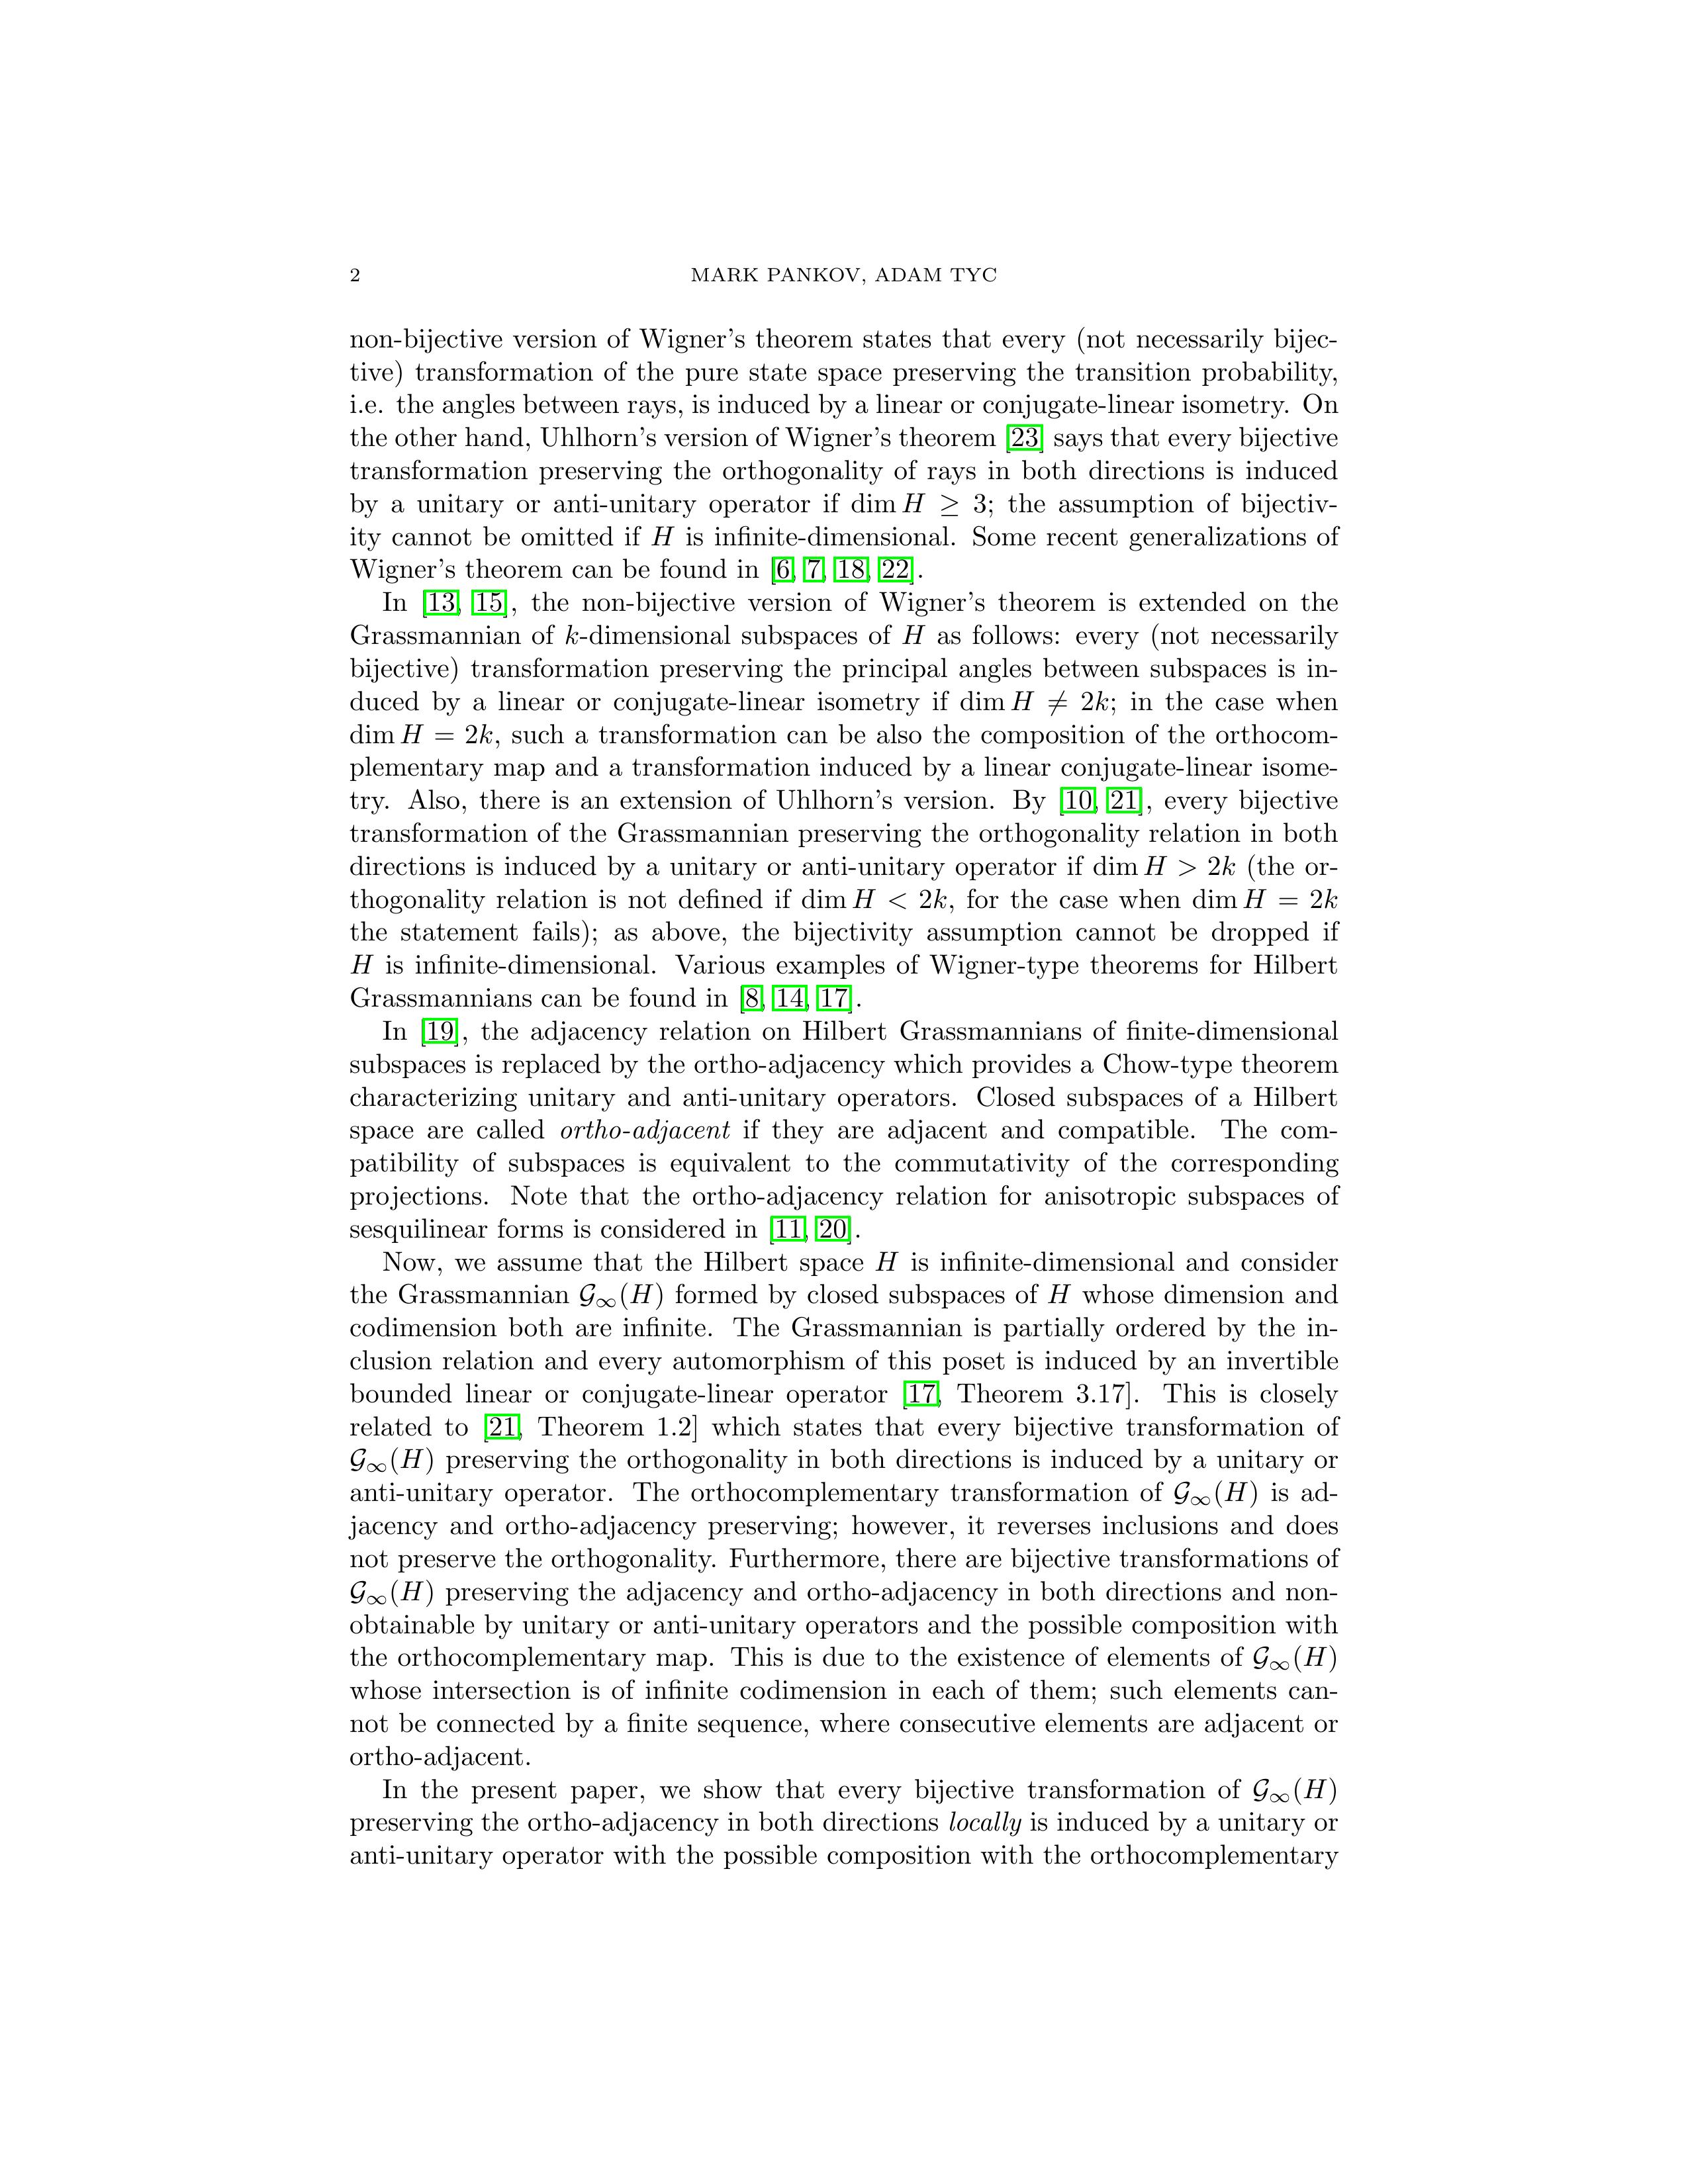 2 MARK PANKOV, ADAM TYC
non-bijective version of Wigner's theorem states that every (not necessarily bijec-
tive) transformation of the pure state space preserving the transition probability,
i.e. the angles between rays, is induced by a linear or conjugate-linear isometry. On
the other hand, Uhlhorn's version of Wigner's theorem [23] says that every bijective
transformation preserving the orthogonality of rays in both directions is induced
by a unitary or anti-unitary operator if dim H ≥ 3; the assumption of bijectiv-
ity cannot be omitted if H is infinite-dimensional. Some recent generalizations of
Wigner's theorem can be found in [6, 7, 18, 22].
In [13, 15], the non-bijective version of Wigner's theorem is extended on the
Grassmannian of k-dimensional subspaces of H as follows: every (not necessarily
bijective) transformation preserving the principal angles between subspaces is in-
duced by a linear or conjugate-linear isometry if dim H ≠ 2k; in the case when
dim H = 2k, such a transformation can be also the composition of the orthocom-
plementary map and a transformation induced by a linear conjugate-linear isome-
try. Also, there is an extension of Uhlhorn's version. By [10, 21], every bijective
transformation of the Grassmannian preserving the orthogonality relation in both
directions is induced by a unitary or anti-unitary operator if dim H > 2k (the or-
thogonality relation is not defined if dim H < 2k, for the case when dim H = 2k
the statement fails); as above, the bijectivity assumption cannot be dropped if
H is infinite-dimensional. Various examples of Wigner-type theorems for Hilbert
Grassmannians can be found in [8, 14, 17].
In [19], the adjacency relation on Hilbert Grassmannians of finite-dimensional
subspaces is replaced by the ortho-adjacency which provides a Chow-type theorem
characterizing unitary and anti-unitary operators. Closed subspaces of a Hilbert
space are called ortho-adjacent if they are adjacent and compatible. The com-
patibility of subspaces is equivalent to the commutativity of the corresponding
projections. Note that the ortho-adjacency relation for anisotropic subspaces of
sesquilinear forms is considered in [11, 20].
Now, we assume that the Hilbert space H is infinite-dimensional and consider
the Grassmannian 𝒢∞(H) formed by closed subspaces of H whose dimension and
codimension both are infinite. The Grassmannian is partially ordered by the in-
clusion relation and every automorphism of this poset is induced by an invertible
bounded linear or conjugate-linear operator [17, Theorem 3.17]. This is closely
related to [21, Theorem 1.2] which states that every bijective transformation of
𝒢∞(H) preserving the orthogonality in both directions is induced by a unitary or
anti-unitary operator. The orthocomplementary transformation of 𝒢∞(H) is ad-
jacency and ortho-adjacency preserving; however, it reverses inclusions and does
not preserve the orthogonality. Furthermore, there are bijective transformations of
𝒢∞(H) preserving the adjacency and ortho-adjacency in both directions and non-
obtainable by unitary or anti-unitary operators and the possible composition with
the orthocomplementary map. This is due to the existence of elements of 𝒢∞(H)
whose intersection is of infinite codimension in each of them; such elements can-
not be connected by a finite sequence, where consecutive elements are adjacent or
ortho-adjacent.
In the present paper, we show that every bijective transformation of 𝒢∞(H)
preserving the ortho-adjacency in both directions locally is induced by a unitary or
anti-unitary operator with the possible composition with the orthocomplementary